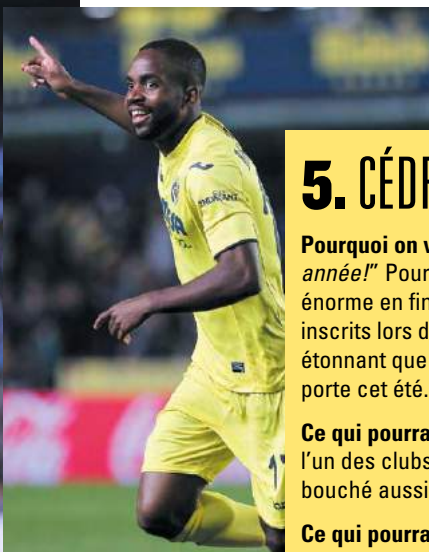 5. CÉDR
Pourquoi on v
année!" Pour
énorme en fin
inscrits lors d
étonnant que
porte cet été.
Ce qui pourra
l'un des clubs
bouché aussi
Ce qui pourra